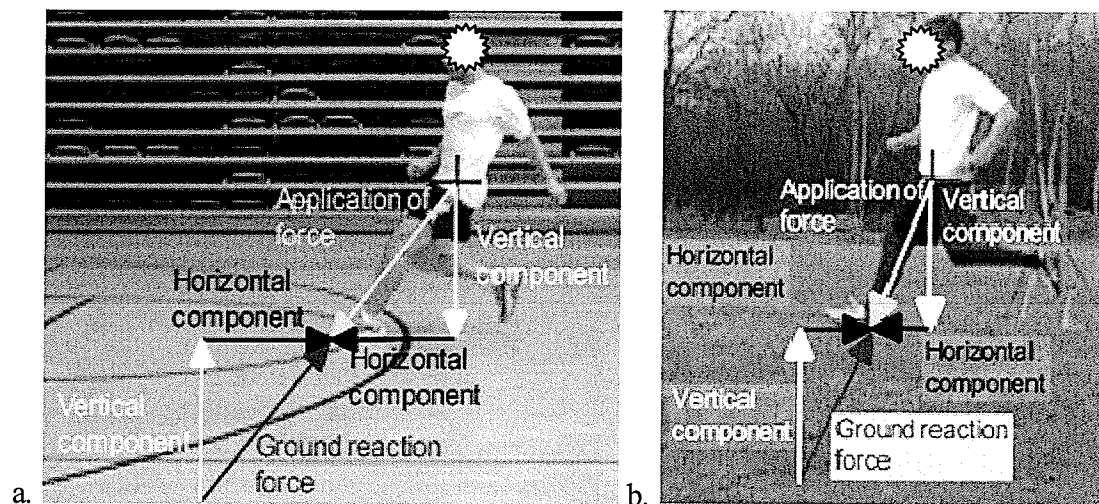 Application of
force
Vertical
component
Horizontal
component
Horizontal
component
Vertical
component
Ground reaction
force
a.
Application of
force
Vertical
component
Horizontal
component
Horizontal
component
Vertical
component
Ground reaction
force
b.